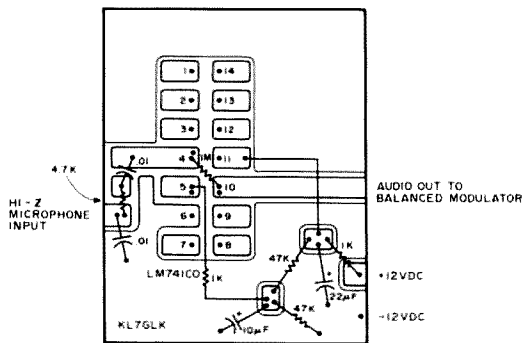 1 14
2 13
3 12
4.7K
.01
4 1M 11
5 10
HI-Z
MICROPHONE
INPUT
AUDIO OUT TO
BALANCED MODULATOR
6 9
.01
7 8
LM741CD
1K
47K
1K
+12VDC
22µF
+
-12VDC
KL7GLK
+
10µF
47K